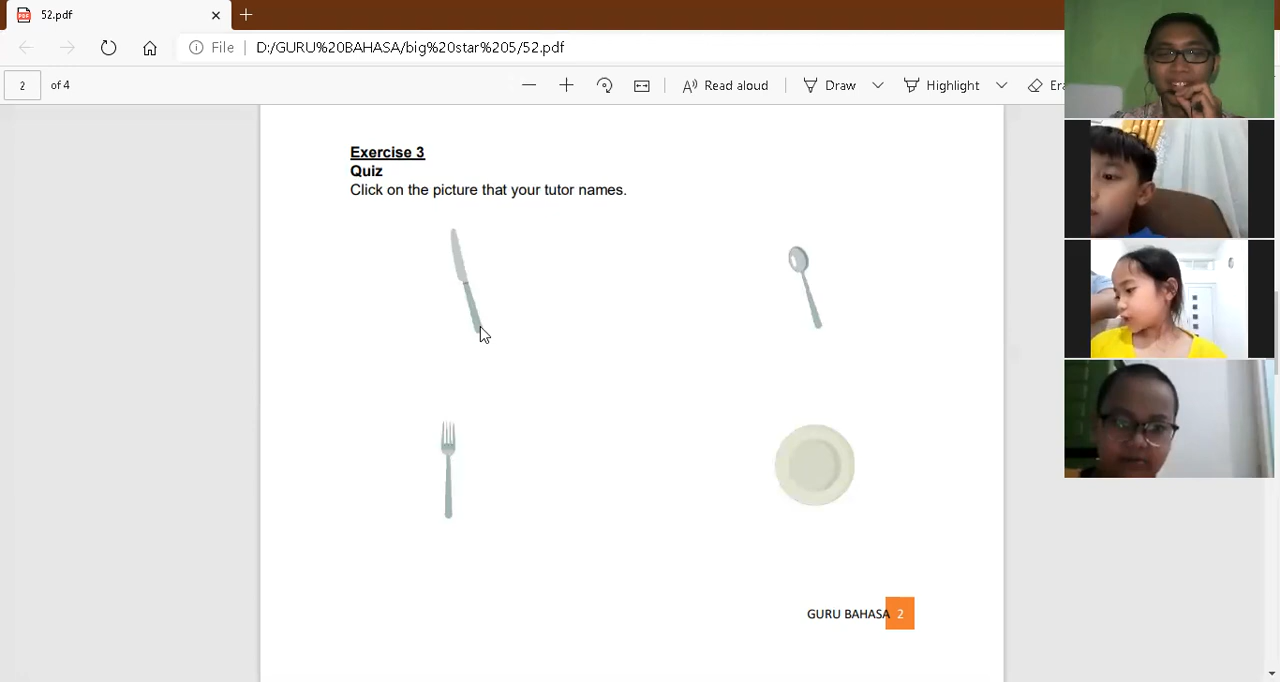 52.pdf
File
D:/GURU%20BAHASA/big%20star%205/52.pdf
2 of 4
Read aloud
Draw
Highlight
Era
Exercise 3
Quiz
Click on the picture that your tutor names.
GURU BAHASA 2